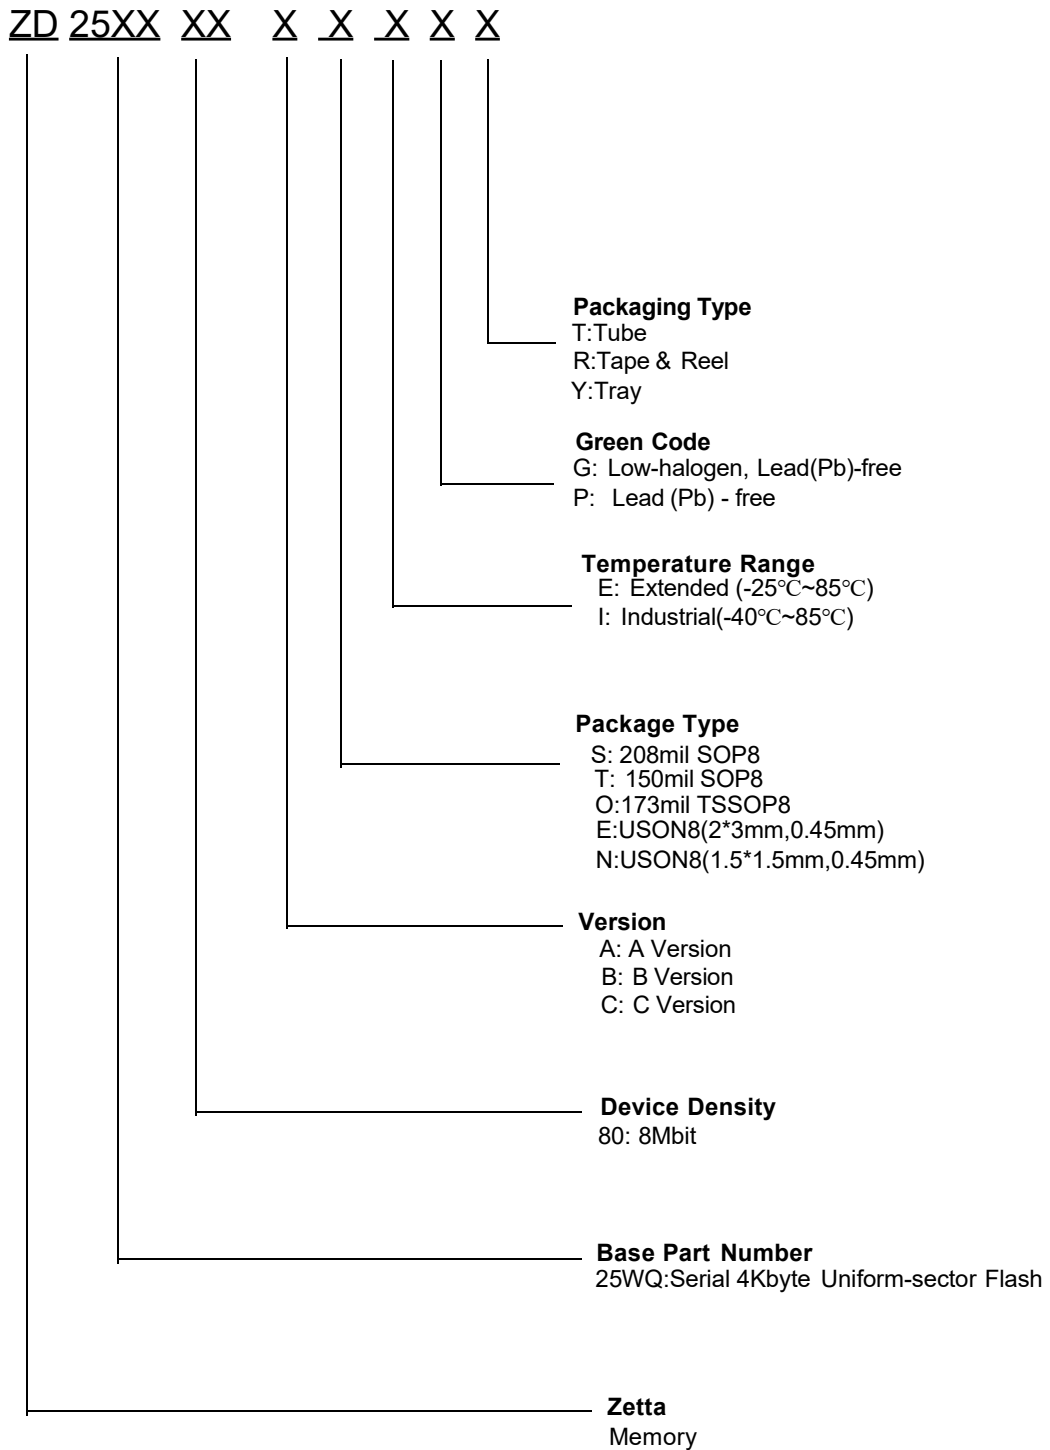 ZD 25XX XX X X X X X
Packaging Type
T:Tube
R:Tape & Reel
Y:Tray
Green Code
G: Low-halogen, Lead(Pb)-free
P: Lead (Pb) - free
Temperature Range
E: Extended (-25℃~85℃)
I: Industrial(-40℃~85℃)
Package Type
S: 208mil SOP8
T: 150mil SOP8
O:173mil TSSOP8
E:USON8(2*3mm,0.45mm)
N:USON8(1.5*1.5mm,0.45mm)
Version
A: A Version
B: B Version
C: C Version
Device Density
80: 8Mbit
Base Part Number
25WQ:Serial 4Kbyte Uniform-sector Flash
Zetta
Memory